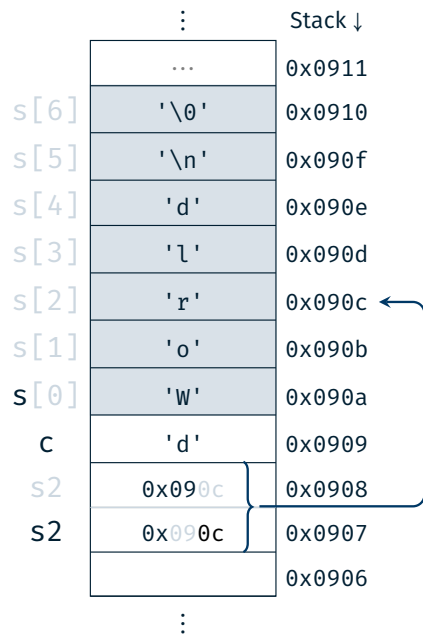 ⋮ Stack ↓
... 0x0911
s[6] '\0' 0x0910
s[5] '\n' 0x090f
s[4] 'd' 0x090e
s[3] 'l' 0x090d
s[2] 'r' 0x090c
s[1] 'o' 0x090b
s[0] 'W' 0x090a
c 'd' 0x0909
s2 0x090c 0x0908
s2 0x090c 0x0907
0x0906
⋮